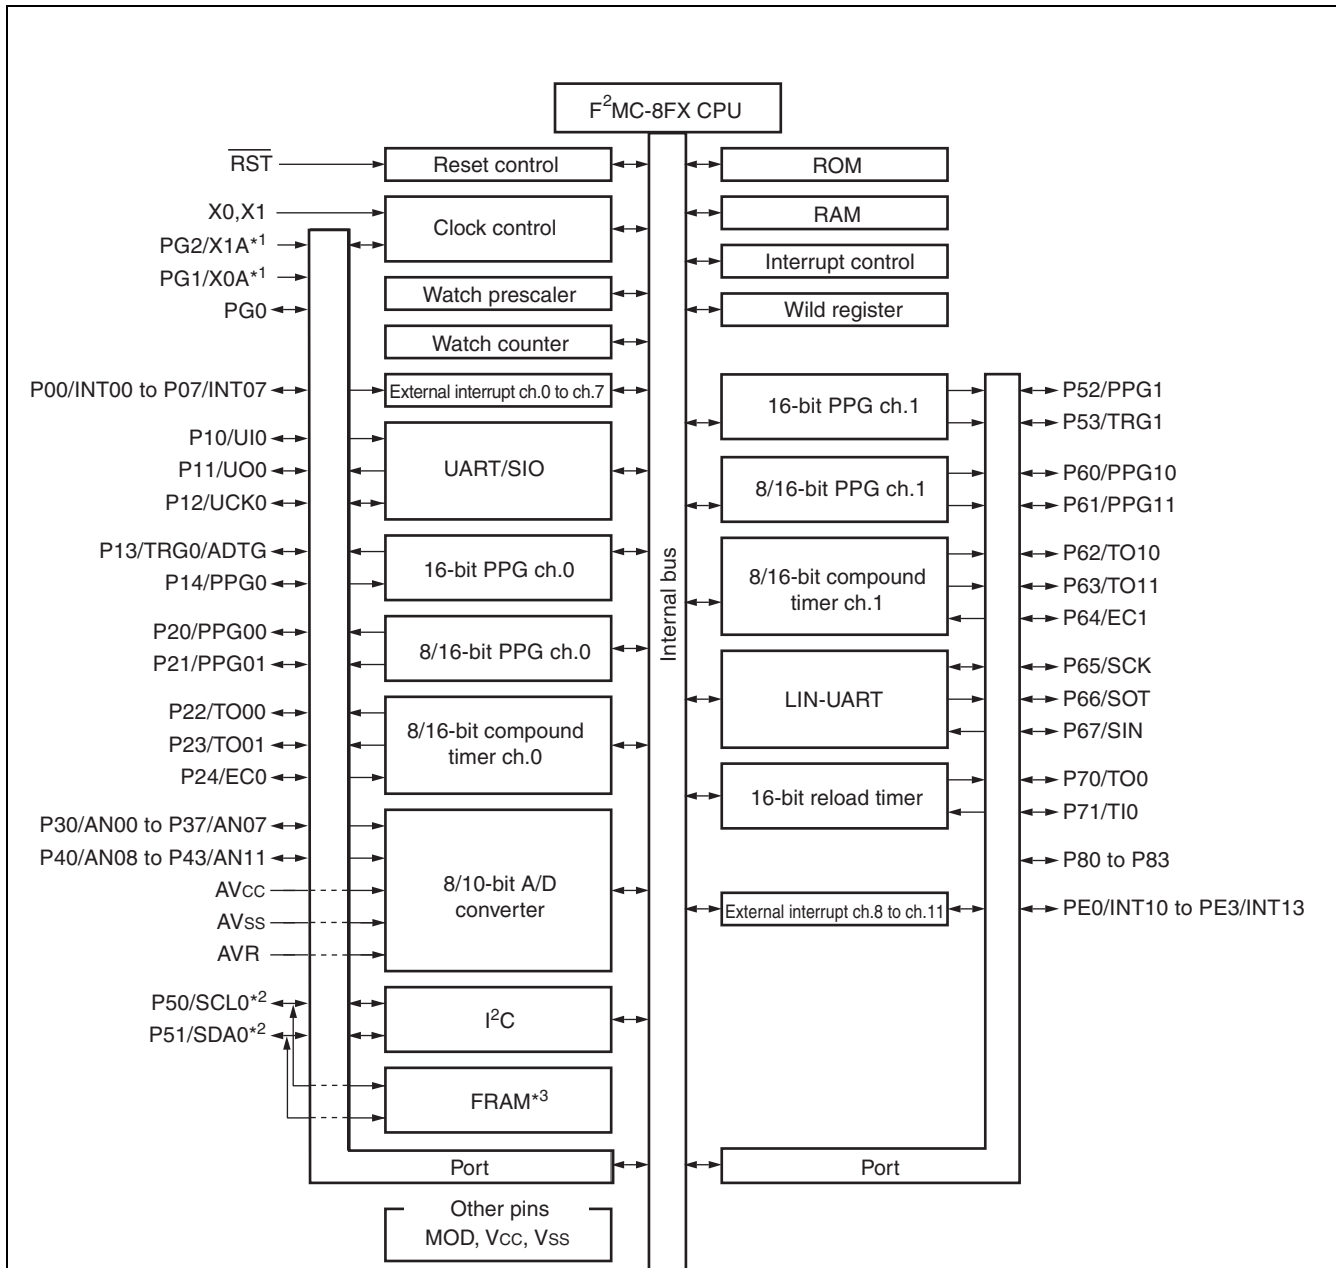 F²MC-8FX CPU
RST
Reset control
ROM
X0,X1
Clock control
RAM
PG2/X1A*1
PG1/X0A*1
Interrupt control
PG0
Watch prescaler
Wild register
Watch counter
P00/INT00 to P07/INT07
External interrupt ch.0 to ch.7
16-bit PPG ch.1
P52/PPG1
P53/TRG1
P10/UI0
P11/UO0
P12/UCK0
UART/SIO
8/16-bit PPG ch.1
P60/PPG10
P61/PPG11
P13/TRG0/ADTG
P14/PPG0
16-bit PPG ch.0
Internal bus
8/16-bit compound
timer ch.1
P62/TO10
P63/TO11
P64/EC1
P20/PPG00
P21/PPG01
8/16-bit PPG ch.0
LIN-UART
P65/SCK
P66/SOT
P67/SIN
P22/TO00
P23/TO01
P24/EC0
8/16-bit compound
timer ch.0
16-bit reload timer
P70/TO0
P71/TI0
P30/AN00 to P37/AN07
P40/AN08 to P43/AN11
AVCC
AVSS
AVR
8/10-bit A/D
converter
P80 to P83
External interrupt ch.8 to ch.11
PE0/INT10 to PE3/INT13
P50/SCL0*2
P51/SDA0*2
I²C
FRAM*3
Port
Port
Other pins
MOD, VCC, VSS